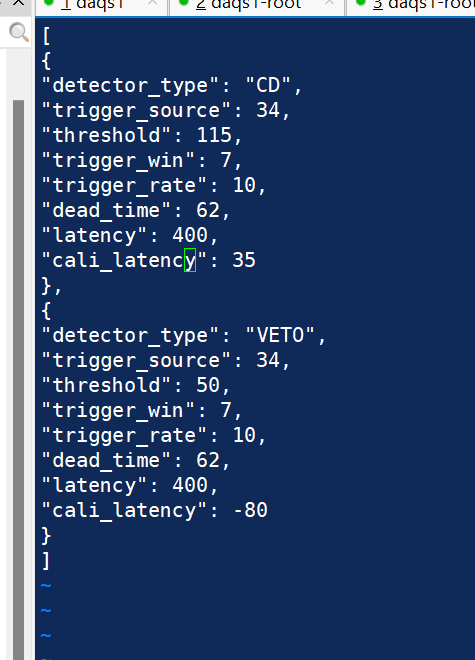 1 daqs1
2 daqs1-root
3 daqs1-root
[
{
"detector_type": "CD",
"trigger_source": 34,
"threshold": 115,
"trigger_win": 7,
"trigger_rate": 10,
"dead_time": 62,
"latency": 400,
"cali_latency": 35
},
{
"detector_type": "VETO",
"trigger_source": 34,
"threshold": 50,
"trigger_win": 7,
"trigger_rate": 10,
"dead_time": 62,
"latency": 400,
"cali_latency": -80
}
]
~
~
~
~